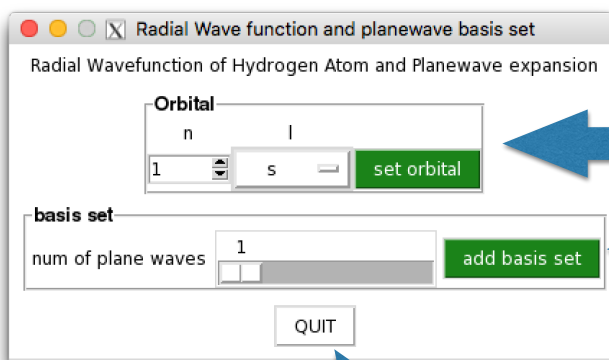 Radial Wave function and planewave basis set
Radial Wavefunction of Hydrogen Atom and Planewave expansion
Orbital
n l
1 s set orbital
basis set
1
num of plane waves add basis set
QUIT